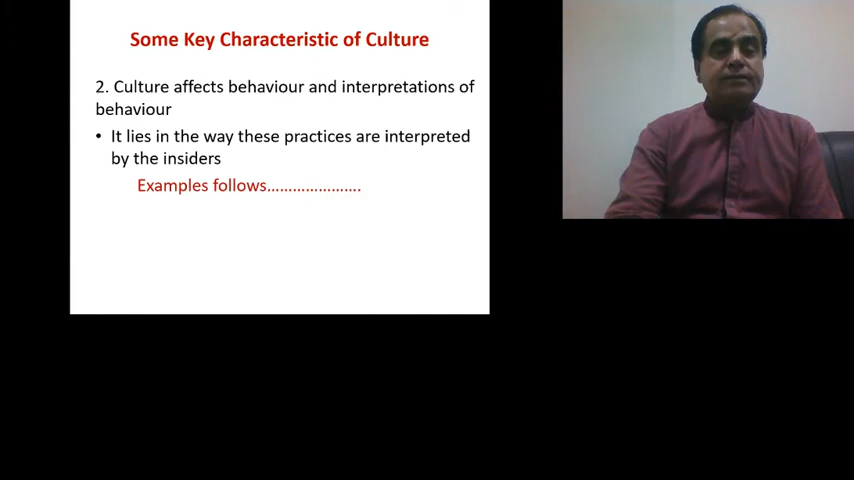 Some Key Characteristic of Culture
2. Culture affects behaviour and interpretations of
behaviour
• It lies in the way these practices are interpreted
by the insiders
Examples follows………………….